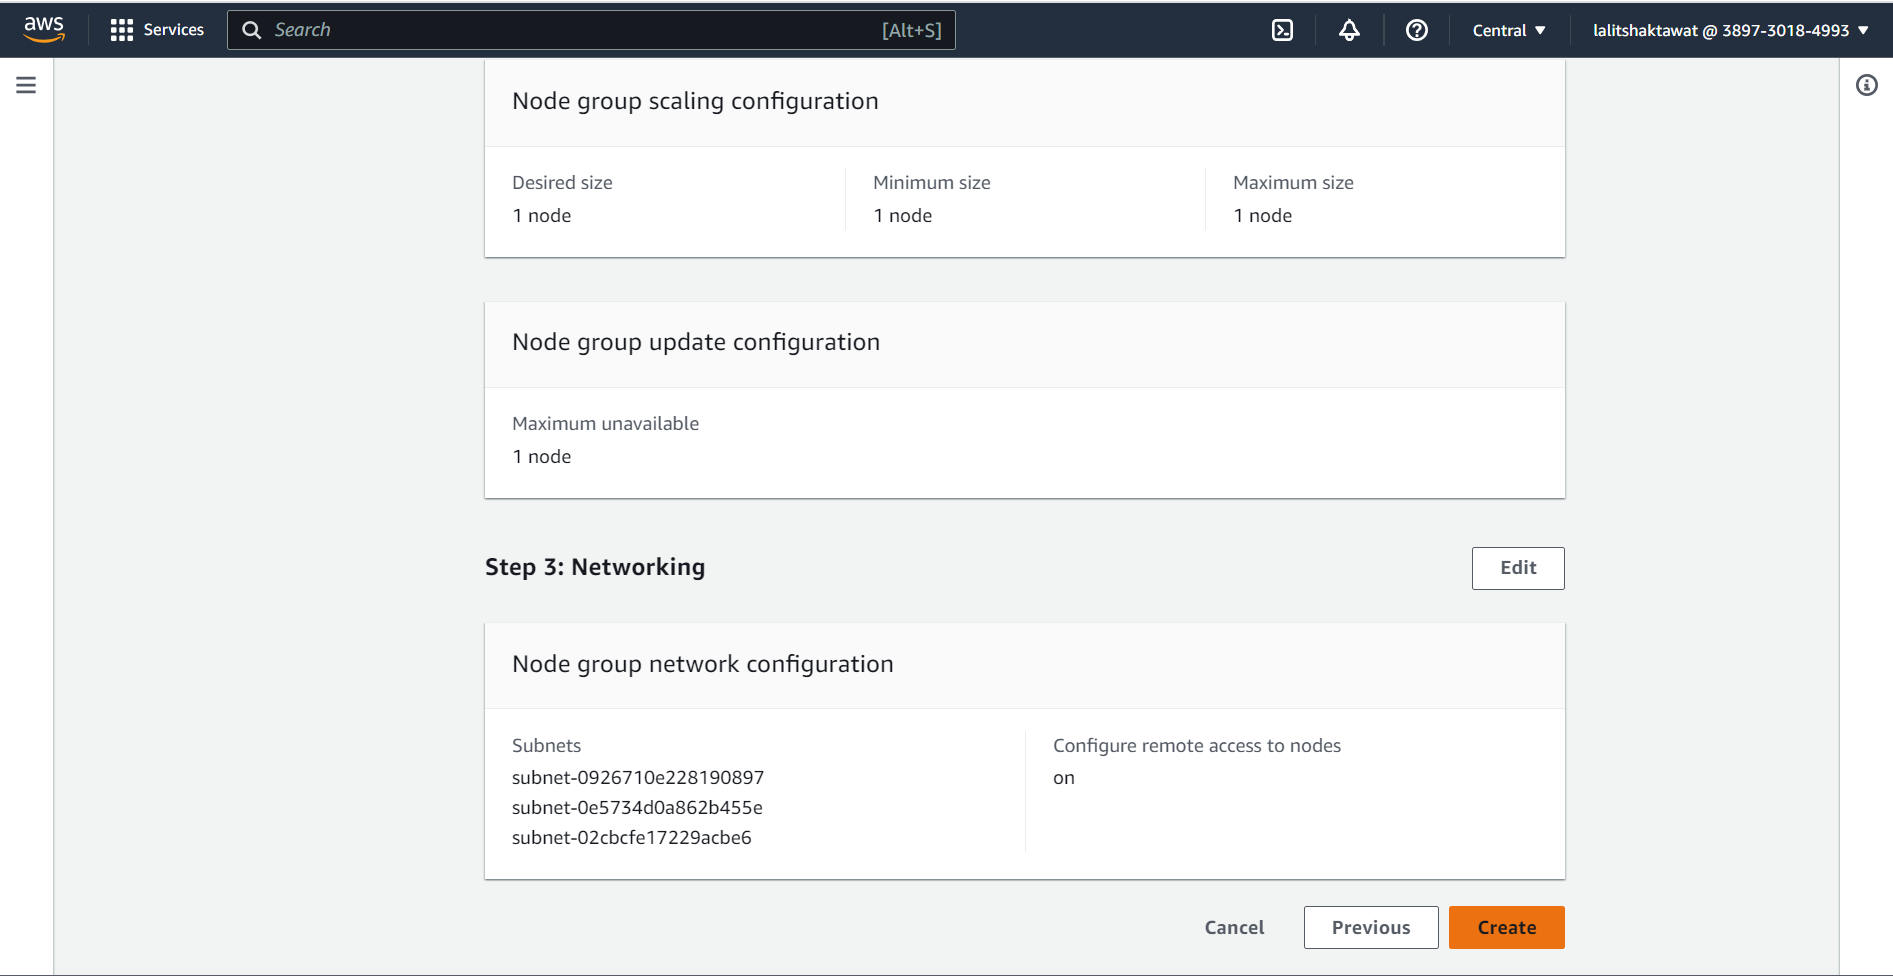 aws Services Search [Alt+S] Central lalitshaktawat @ 3897-3018-4993
Node group scaling configuration
Desired size Minimum size Maximum size
1 node 1 node 1 node
Node group update configuration
Maximum unavailable
1 node
Step 3: Networking Edit
Node group network configuration
Subnets Configure remote access to nodes
subnet-0926710e228190897 on
subnet-0e5734d0a862b455e
subnet-02cbcfe17229acbe6
Cancel Previous Create